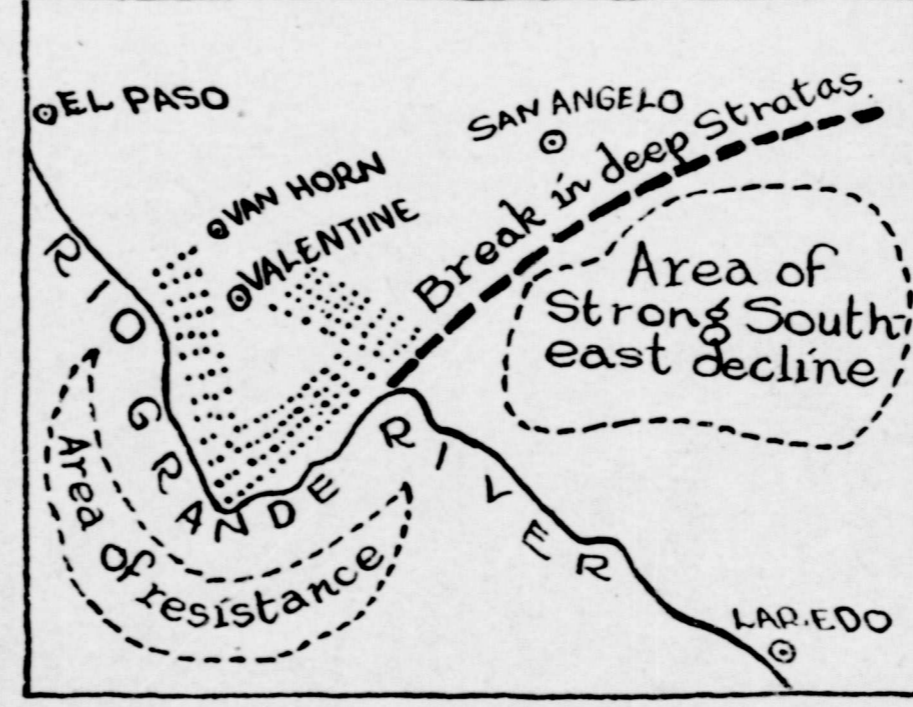 EL PASO
SAN ANGELO
VAN HORN
VALENTINE
Break in deep Stratas.
Area of
Strong South-
east decline
RIO GRANDE RIVER
Area
Of resistance
LAREDO